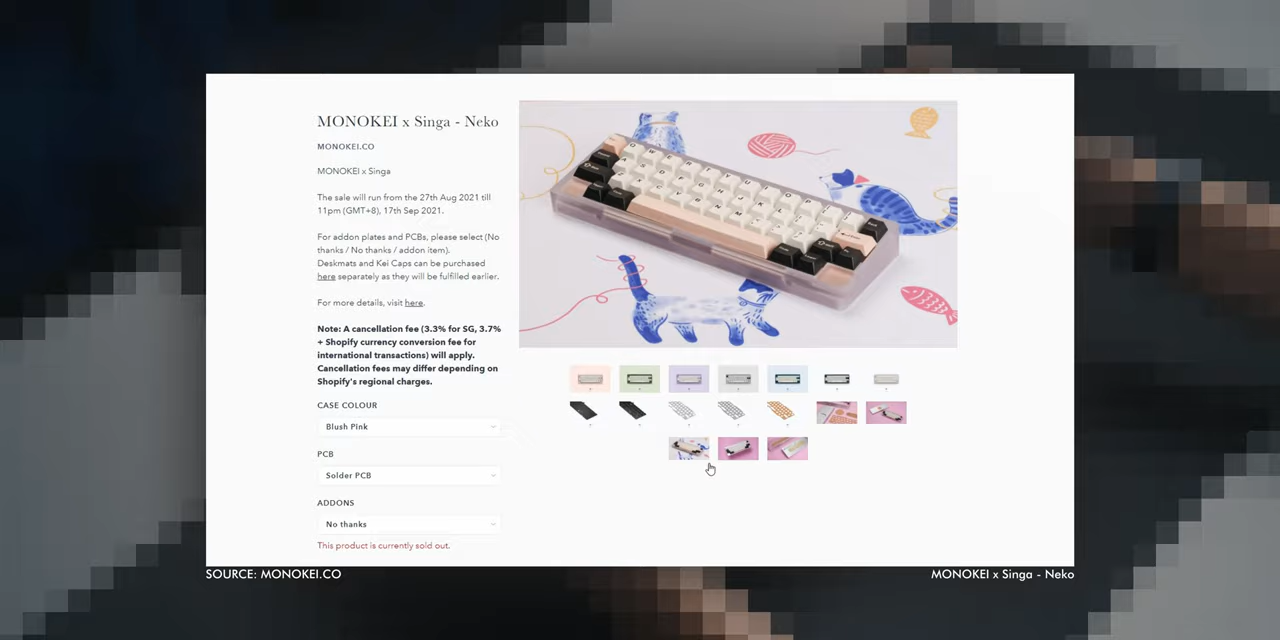 MONOKEI x Singa - Neko
MONOKEI.CO
MONOKEI x Singa
The sale will run from the 27th Aug 2021 till
11pm (GMT+8), 17th Sep 2021.
For addon plates and PCBs, please select (No
thanks / No thanks / addon item).
Deskmats and Kei Caps can be purchased
here separately as they will be fulfilled earlier.
For more details, visit here.
Note: A cancellation fee (3.3% for SG, 3.7%
+ Shopify currency conversion fee for
international transactions) will apply.
Cancellation fees may differ depending on
Shopify's regional charges.
CASE COLOUR
Blush Pink
PCB
Solder PCB
ADDONS
No thanks
This product is currently sold out.
SOURCE: MONOKEI.CO
MONOKEI x Singa - Neko